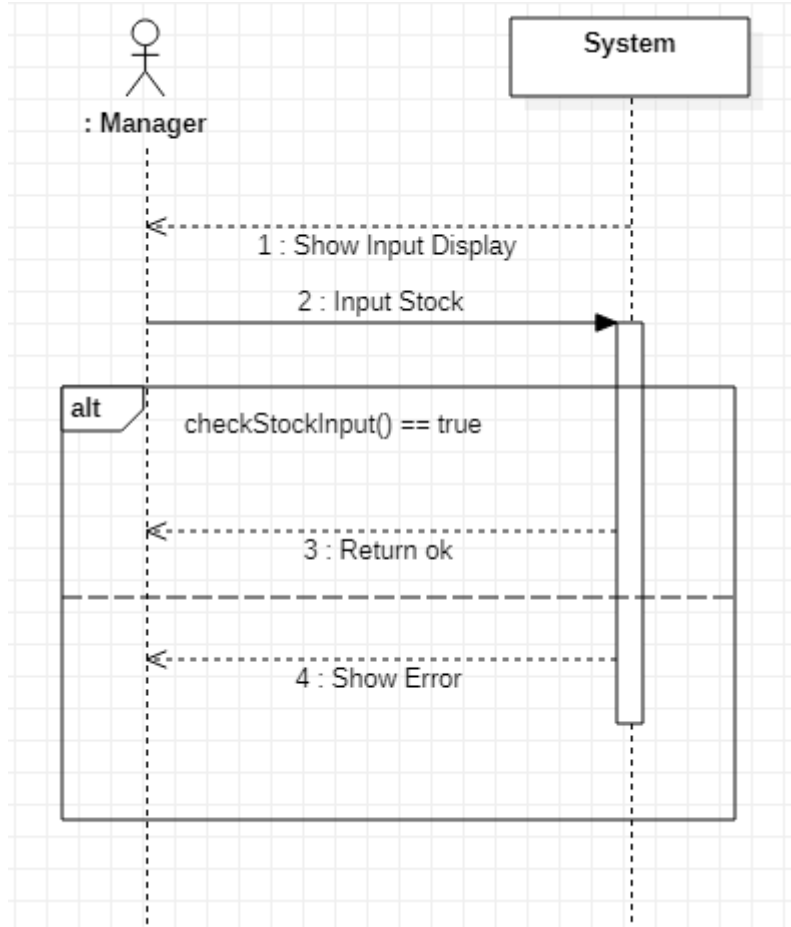 System
: Manager
1 : Show Input Display
2 : Input Stock
alt
checkStockInput() == true
3 : Return ok
4 : Show Error